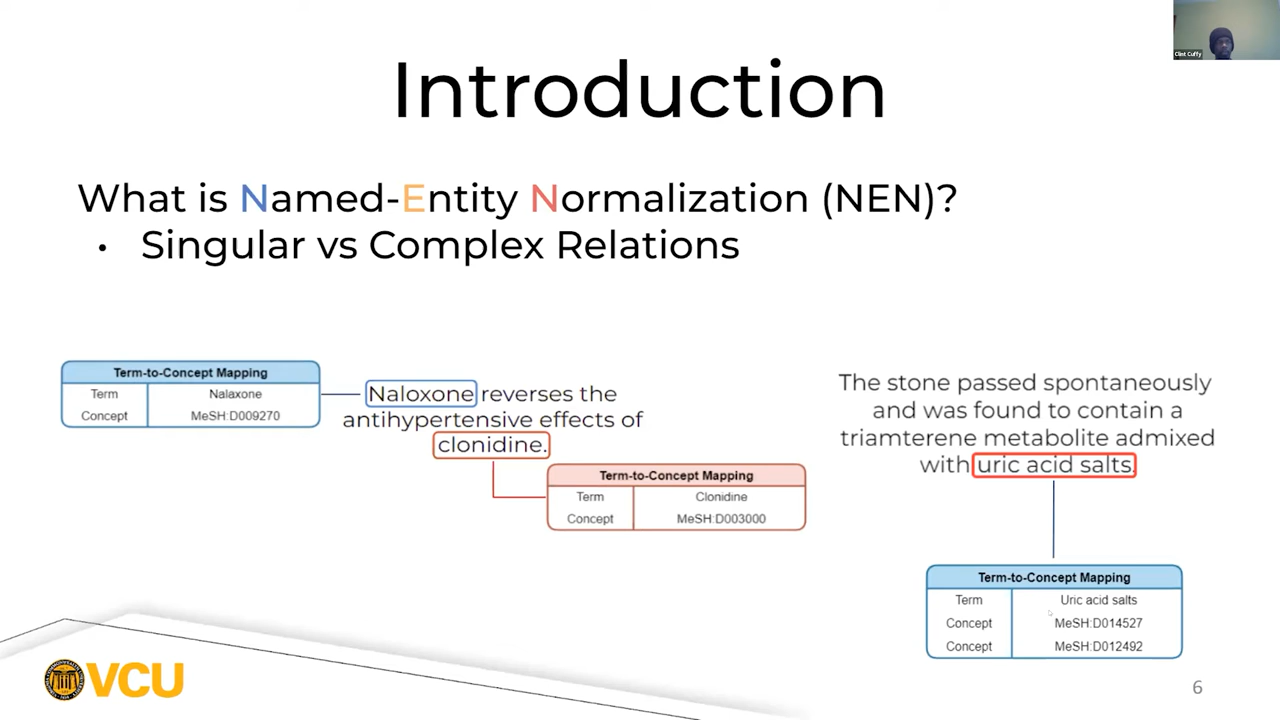 Clint Cuffy
Introduction
What is Named-Entity Normalization (NEN)?
• Singular vs Complex Relations
Term-to-Concept Mapping
Term Nalaxone
Concept MeSH:D009270
Naloxone reverses the
antihypertensive effects of
clonidine.
Term-to-Concept Mapping
Term Clonidine
Concept MeSH:D003000
The stone passed spontaneously
and was found to contain a
triamterene metabolite admixed
with uric acid salts.
Term-to-Concept Mapping
Term Uric acid salts
Concept MeSH:D014527
Concept MeSH:D012492
VCU
6